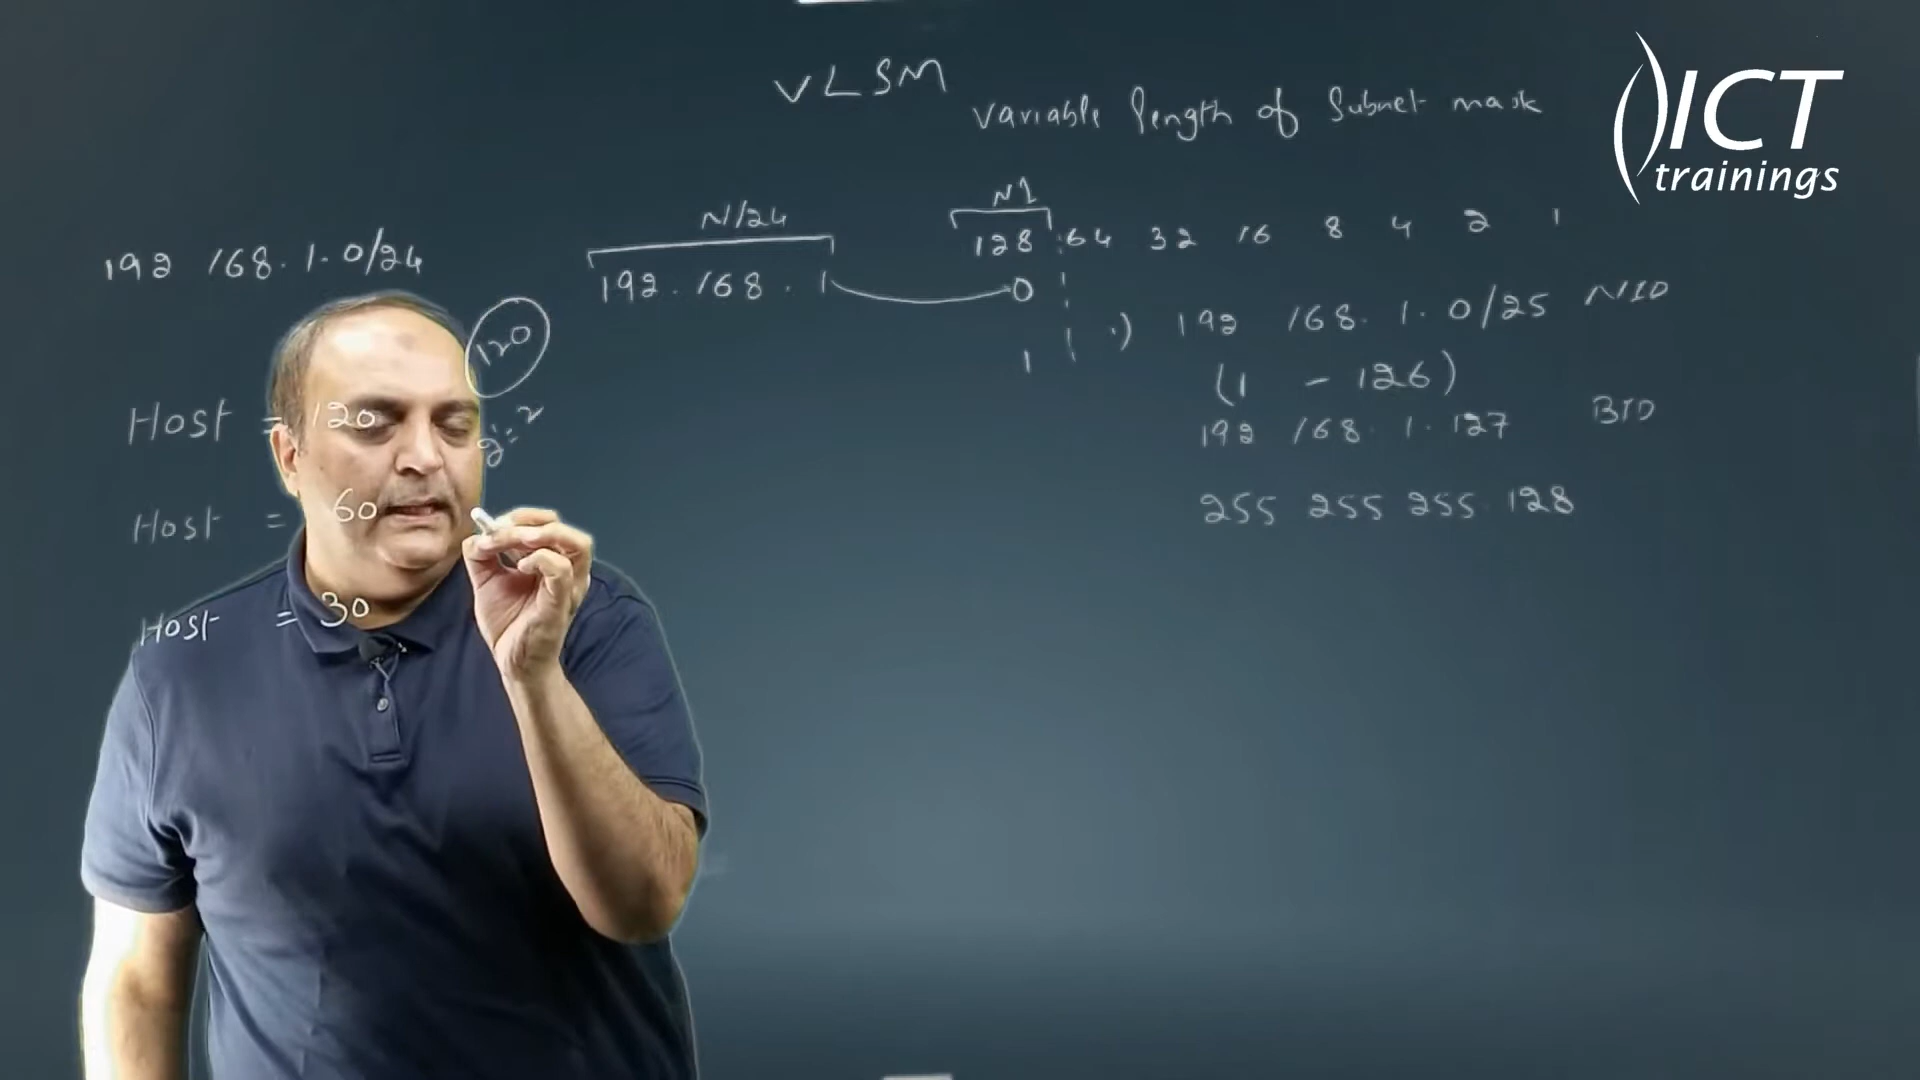 VLSM
Variable length of Subnet mask
ICT
trainings
N/24
N1
192 168.1.0/24
192.168.1
128 64 32 16 8 4 2 1
0
1
1) 192 168.1.0/25 NID
(1 - 126)
192 168.1.127 BID
255 255 255.128
120
Host = 120
2¹=2
Host = 60
Host = 30